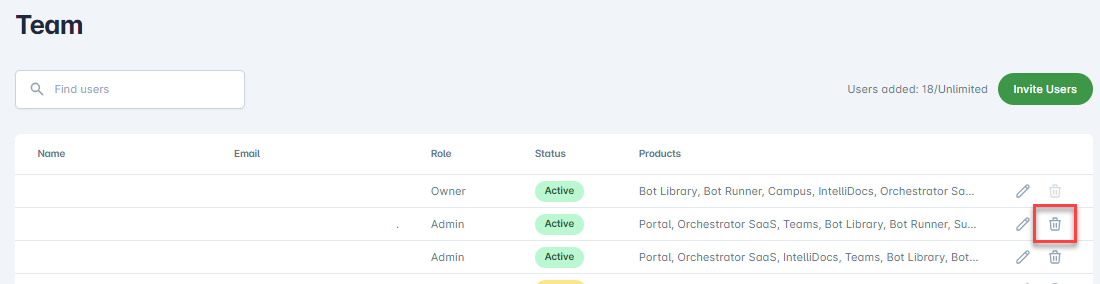 Team
Find users
Users added: 18/Unlimited
Invite Users
Name Email Role Status Products
Owner Active Bot Library, Bot Runner, Campus, IntelliDocs, Orchestrator Sa...
. Admin Active Portal, Orchestrator SaaS, Teams, Bot Library, Bot Runner, Su...
Admin Active Portal, Orchestrator SaaS, IntelliDocs, Teams, Bot Library, Bot...